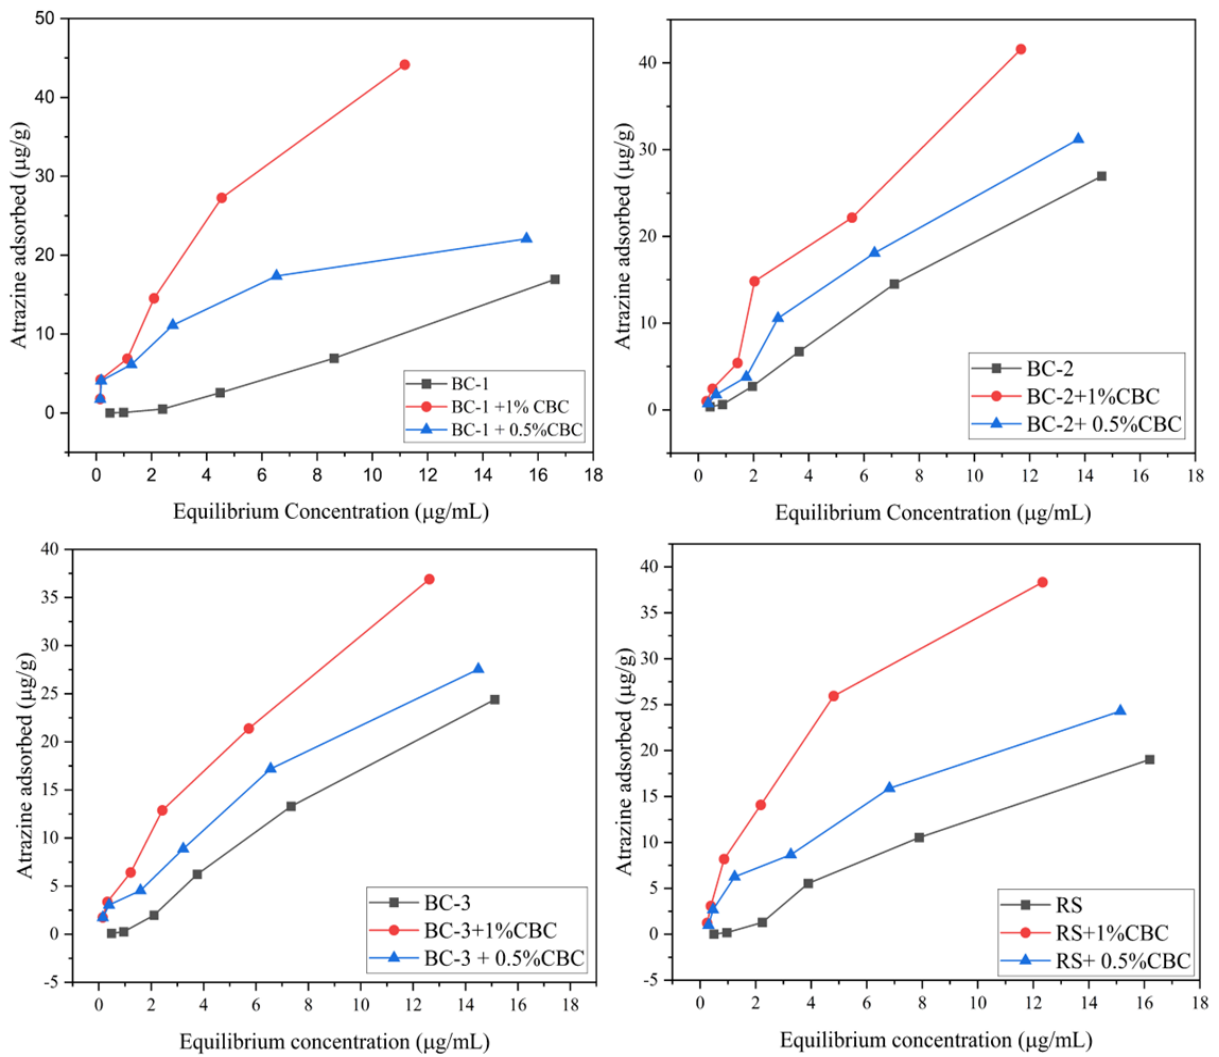 50
40
30
20
10
0
Atrazine adsorbed (μg/g)
BC-1
BC-1 +1% CBC
BC-1 + 0.5%CBC
0 2 4 6 8 10 12 14 16 18
Equilibrium Concentration (μg/mL)
40
30
20
10
0
Atrazine adsorbed (μg/g)
BC-2
BC-2+1%CBC
BC-2+ 0.5%CBC
0 2 4 6 8 10 12 14 16 18
Equilibrium Concentration (μg/mL)
40
35
30
25
20
15
10
5
0
-5
Atrazine adsorbed (μg/g)
BC-3
BC-3+1%CBC
BC-3 + 0.5%CBC
0 2 4 6 8 10 12 14 16 18
Equilibrium concentration (μg/mL)
40
35
30
25
20
15
10
5
0
-5
Atrazine adsorbed (μg/g)
RS
RS+1%CBC
RS+ 0.5%CBC
0 2 4 6 8 10 12 14 16 18
Equilibrium concentration (μg/mL)